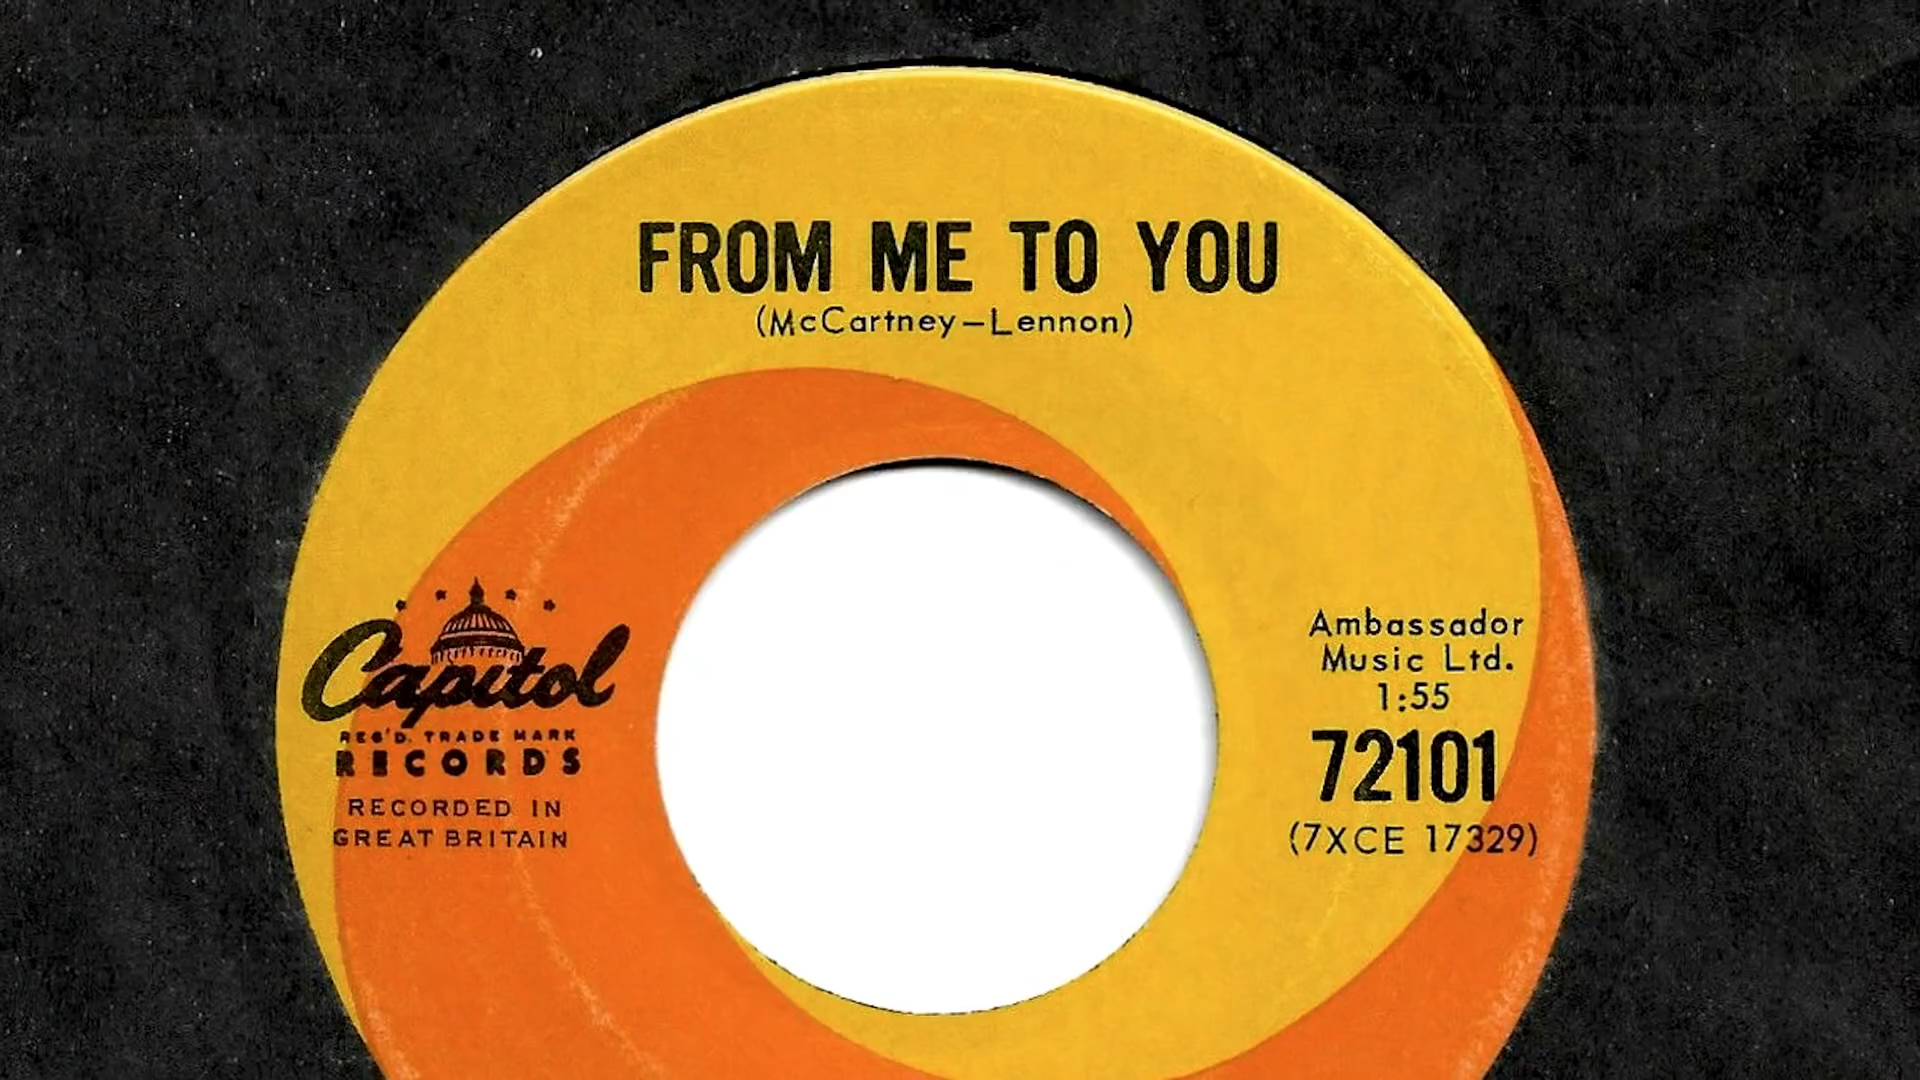 FROM ME TO YOU
(McCartney–Lennon)
Capitol
REG'D. TRADE MARK
RECORDS
RECORDED IN
GREAT BRITAIN
Ambassador
Music Ltd.
1:55
72101
(7XCE 17329)